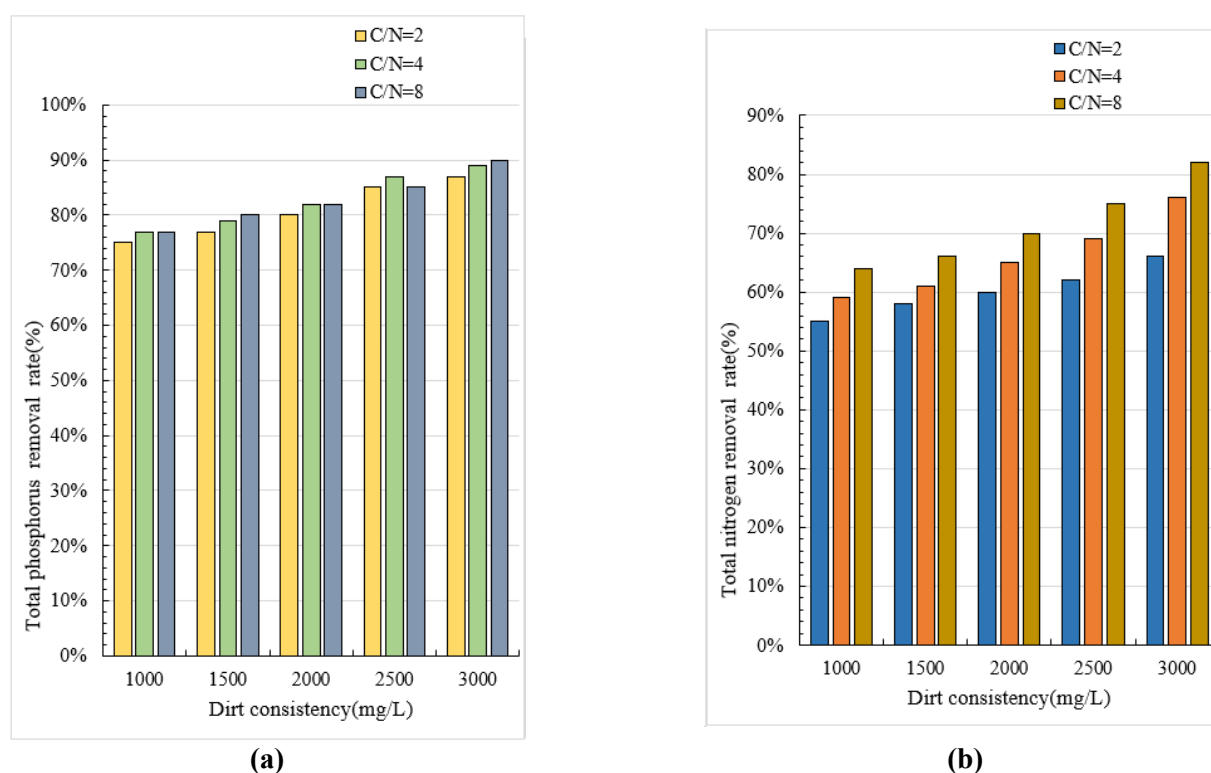 C/N=2
C/N=4
C/N=8
100%
90%
80%
70%
60%
50%
40%
30%
20%
10%
0%
Total phosphorus removal rate(%)
1000 1500 2000 2500 3000
Dirt consistency(mg/L)
(a)
C/N=2
C/N=4
C/N=8
90%
80%
70%
60%
50%
40%
30%
20%
10%
0%
Total nitrogen removal rate(%)
1000 1500 2000 2500 3000
Dirt consistency(mg/L)
(b)